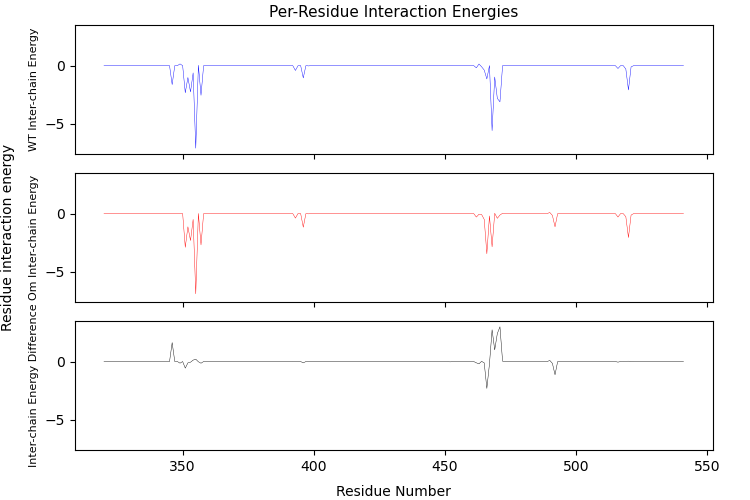 Per-Residue Interaction Energies
Residue interaction energy
WT Inter-chain Energy
0
−5
Om Inter-chain Energy
0
−5
Inter-chain Energy Difference
0
−5
350
400
450
500
550
Residue Number